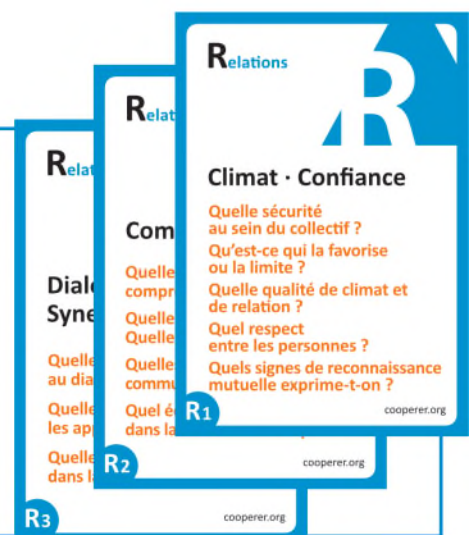 Relations
R
Climat · Confiance
Quelle sécurité
au sein du collectif ?
Qu'est-ce qui la favorise
ou la limite ?
Quelle qualité de climat et
de relation ?
Quel respect
entre les personnes ?
Quels signes de reconnaissance
mutuelle exprime-t-on ?
R1
cooperer.org
Relat
Com
Quelle
compr
Quelle
Quelle
Quelle
commu
Quel é
dans la
R2
cooperer.org
Relat
Dial
Syne
Quelle
au dia
Quelle
les app
Quelle
dans l
R3
cooperer.org